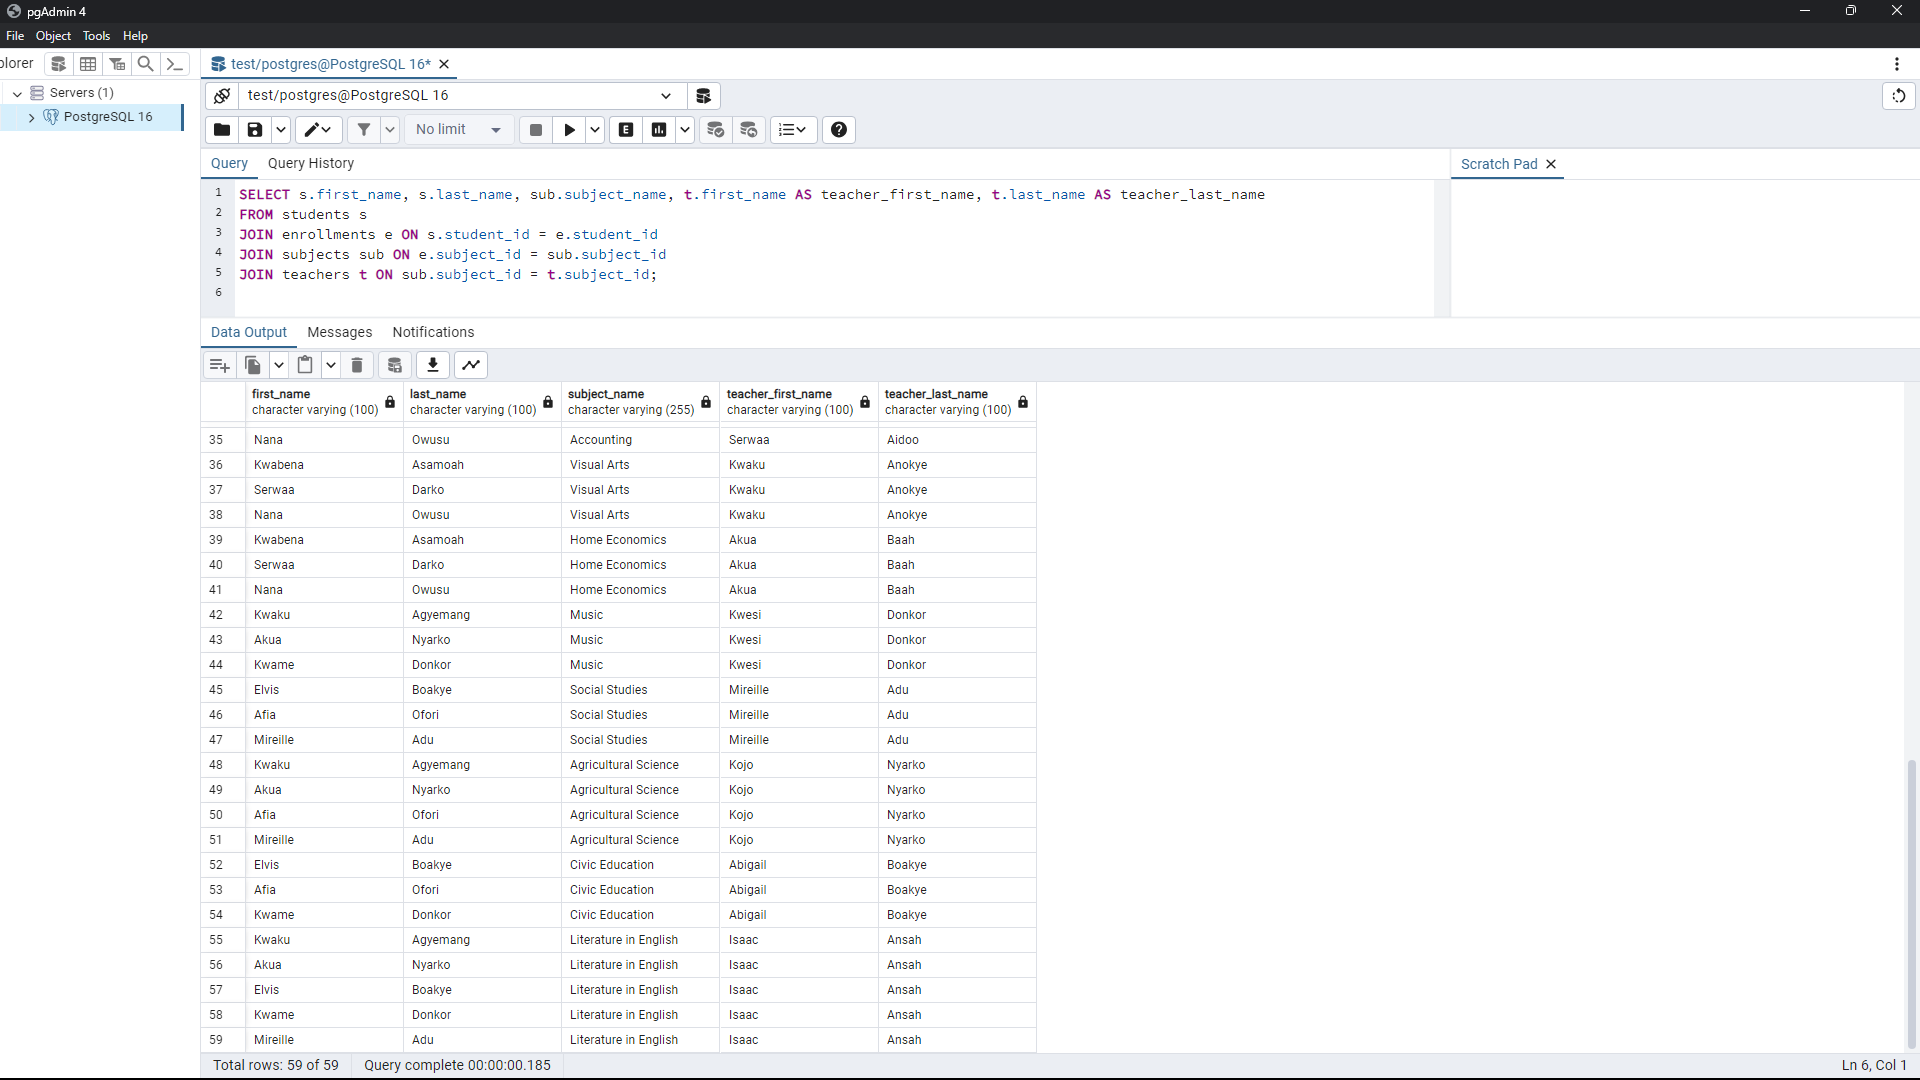 pgAdmin 4
File Object Tools Help
plorer
test/postgres@PostgreSQL 16*
Servers (1)
PostgreSQL 16
test/postgres@PostgreSQL 16
No limit
E
Query Query History
Scratch Pad
1 SELECT s.first_name, s.last_name, sub.subject_name, t.first_name AS teacher_first_name, t.last_name AS teacher_last_name
2 FROM students s
3 JOIN enrollments e ON s.student_id = e.student_id
4 JOIN subjects sub ON e.subject_id = sub.subject_id
5 JOIN teachers t ON sub.subject_id = t.subject_id;
6
Data Output Messages Notifications
first_name last_name subject_name teacher_first_name teacher_last_name
character varying (100) character varying (100) character varying (255) character varying (100) character varying (100)
35 Nana Owusu Accounting Serwaa Aidoo
36 Kwabena Asamoah Visual Arts Kwaku Anokye
37 Serwaa Darko Visual Arts Kwaku Anokye
38 Nana Owusu Visual Arts Kwaku Anokye
39 Kwabena Asamoah Home Economics Akua Baah
40 Serwaa Darko Home Economics Akua Baah
41 Nana Owusu Home Economics Akua Baah
42 Kwaku Agyemang Music Kwesi Donkor
43 Akua Nyarko Music Kwesi Donkor
44 Kwame Donkor Music Kwesi Donkor
45 Elvis Boakye Social Studies Mireille Adu
46 Afia Ofori Social Studies Mireille Adu
47 Mireille Adu Social Studies Mireille Adu
48 Kwaku Agyemang Agricultural Science Kojo Nyarko
49 Akua Nyarko Agricultural Science Kojo Nyarko
50 Afia Ofori Agricultural Science Kojo Nyarko
51 Mireille Adu Agricultural Science Kojo Nyarko
52 Elvis Boakye Civic Education Abigail Boakye
53 Afia Ofori Civic Education Abigail Boakye
54 Kwame Donkor Civic Education Abigail Boakye
55 Kwaku Agyemang Literature in English Isaac Ansah
56 Akua Nyarko Literature in English Isaac Ansah
57 Elvis Boakye Literature in English Isaac Ansah
58 Kwame Donkor Literature in English Isaac Ansah
59 Mireille Adu Literature in English Isaac Ansah
Total rows: 59 of 59 Query complete 00:00:00.185 Ln 6, Col 1